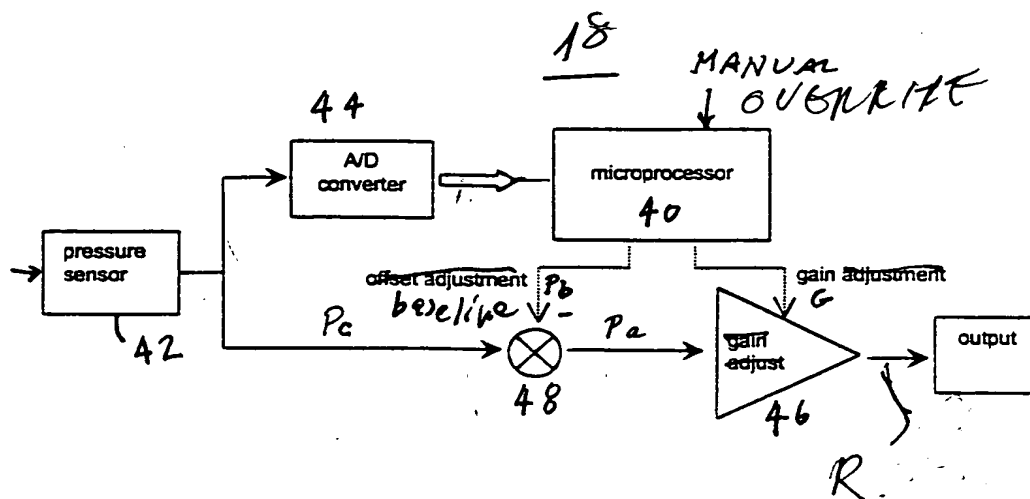 18
MANUAL
OVERRIDE
44
A/D
converter
microprocessor
40
pressure
sensor
42
offset adjustment
baseline
Pb
-
gain adjustment
G
Pc
48
Pa
gain
adjust
46
output
R